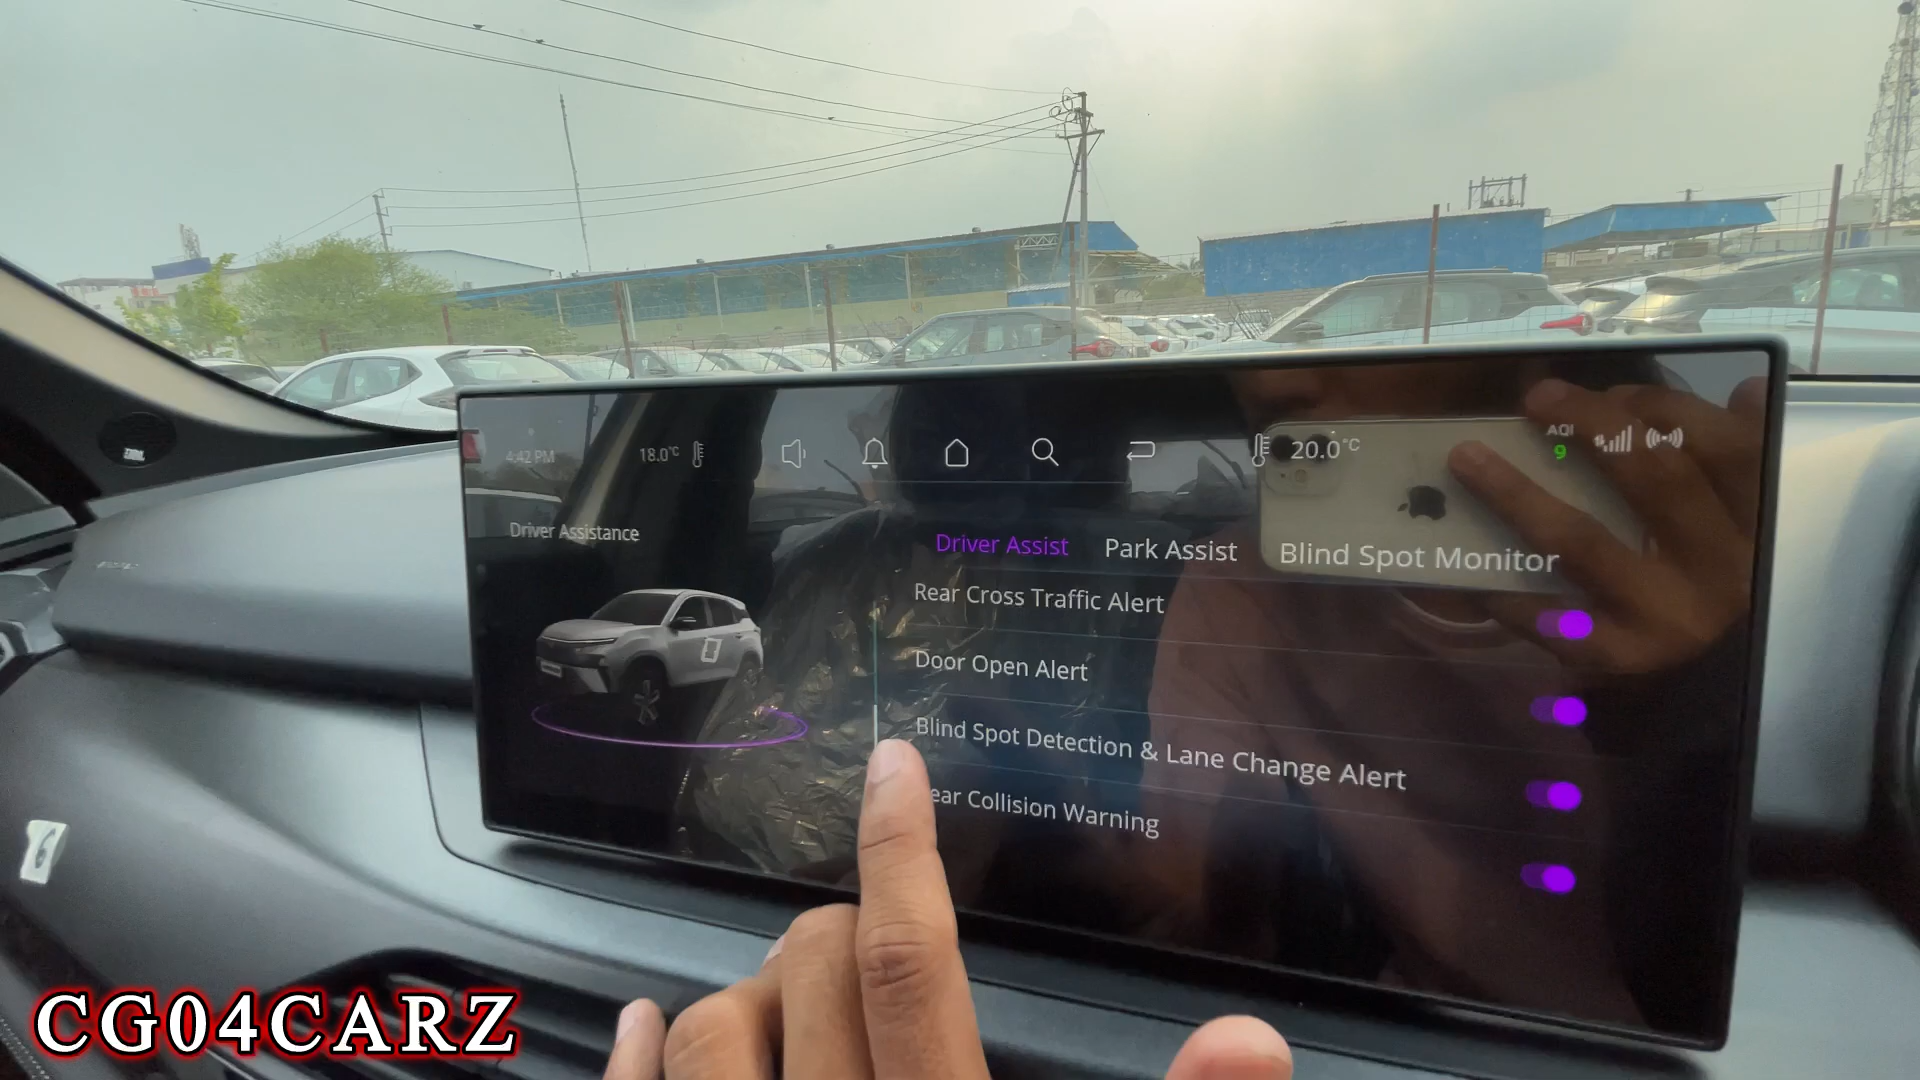 4:42 PM
18.0°C
20.0°C
AQI
9
Driver Assistance
Driver Assist
Park Assist
Blind Spot Monitor
Rear Cross Traffic Alert
Door Open Alert
Blind Spot Detection & Lane Change Alert
ear Collision Warning
JBL
CG04CARZ